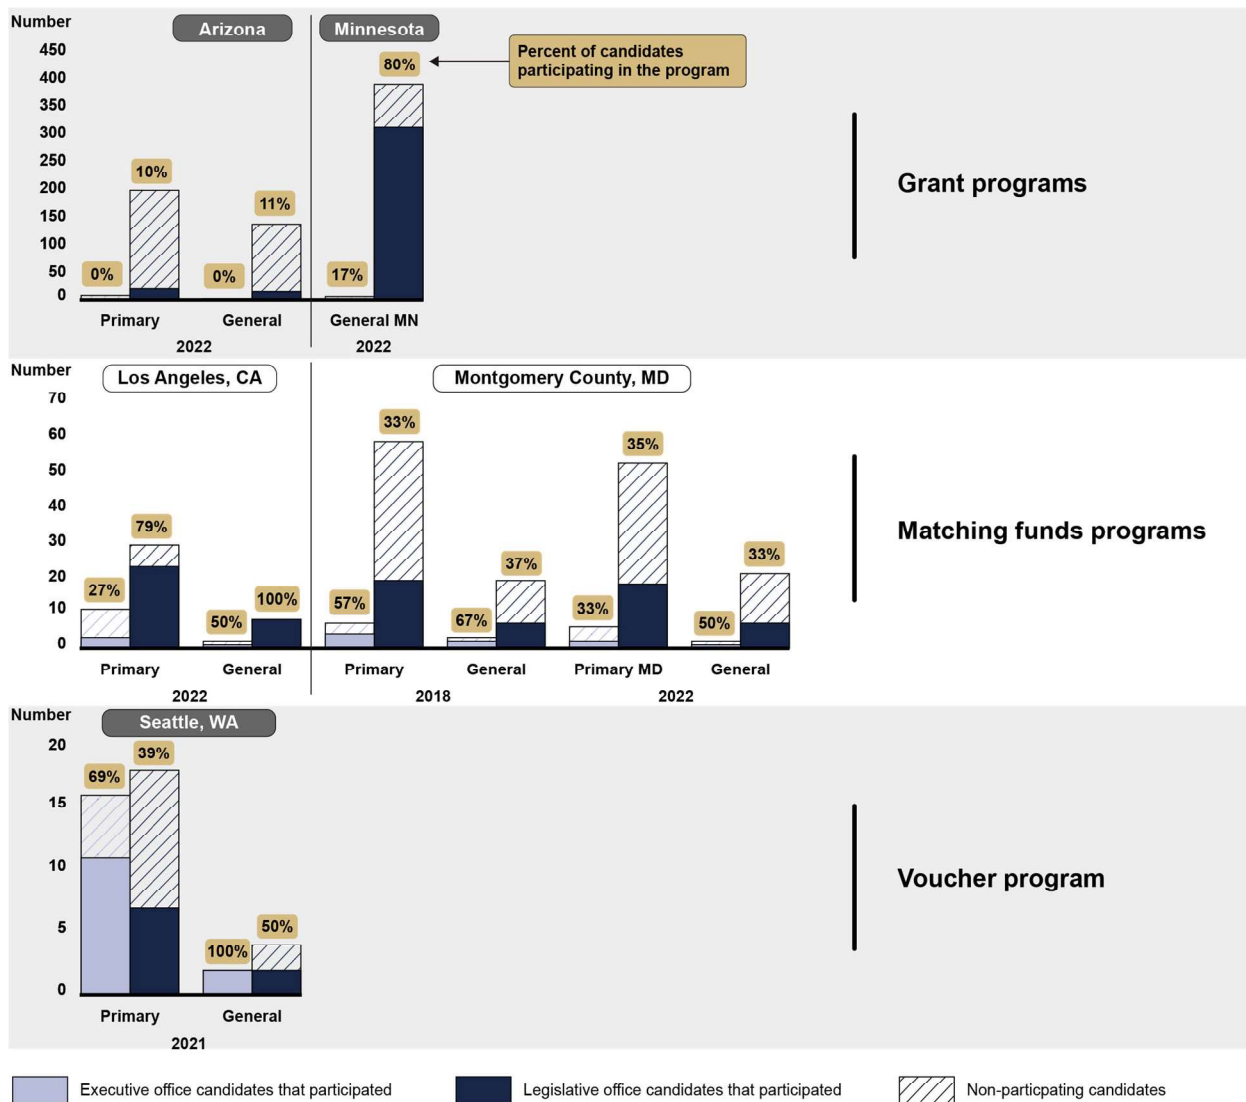 Number
Arizona
Minnesota
450
400
350
300
250
200
150
100
50
0
80%
Percent of candidates
participating in the program
10%
11%
0%
0%
17%
Primary
General
General MN
2022
2022
Grant programs
Number
Los Angeles, CA
Montgomery County, MD
70
60
50
40
30
20
10
0
33%
35%
79%
37%
33%
27%
50%
100%
57%
67%
33%
50%
Primary
General
Primary
General
Primary MD
General
2022
2018
2022
Matching funds programs
Number
Seattle, WA
20
15
10
5
0
39%
69%
50%
100%
Primary
General
2021
Voucher program
Executive office candidates that participated
Legislative office candidates that participated
Non-particpating candidates